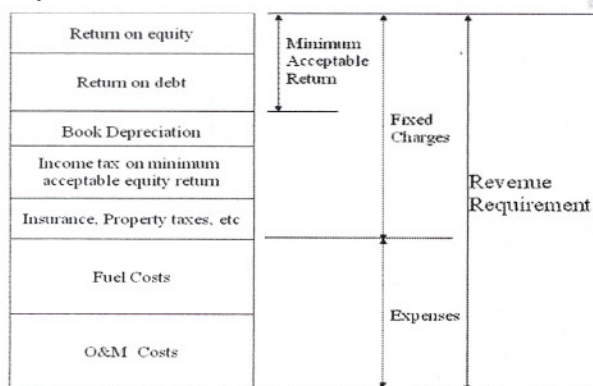 Return on equity
Return on debt
Book Depreciation
Income tax on minimum
acceptable equity return
Insurance, Property taxes, etc
Fuel Costs
O&M Costs
Minimum
Acceptable
Return
Fixed
Charges
Expenses
Revenue
Requirement